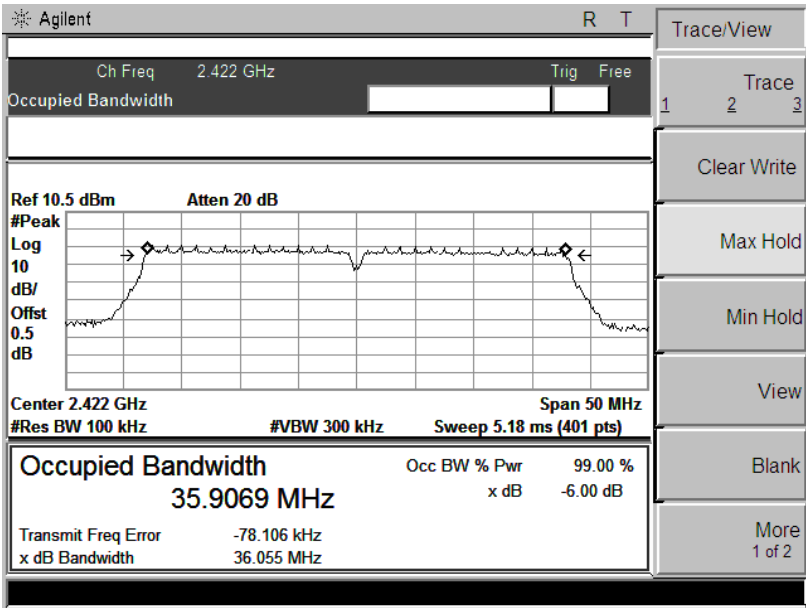 Agilent R T
Ch Freq 2.422 GHz Trig Free
Occupied Bandwidth
Ref 10.5 dBm Atten 20 dB
#Peak
Log
10
dB/
Offst
0.5
dB
Center 2.422 GHz Span 50 MHz
#Res BW 100 kHz #VBW 300 kHz Sweep 5.18 ms (401 pts)
Occupied Bandwidth Occ BW % Pwr 99.00 %
35.9069 MHz x dB -6.00 dB
Transmit Freq Error -78.106 kHz
x dB Bandwidth 36.055 MHz
Trace/View
Trace
1 2 3
Clear Write
Max Hold
Min Hold
View
Blank
More
1 of 2